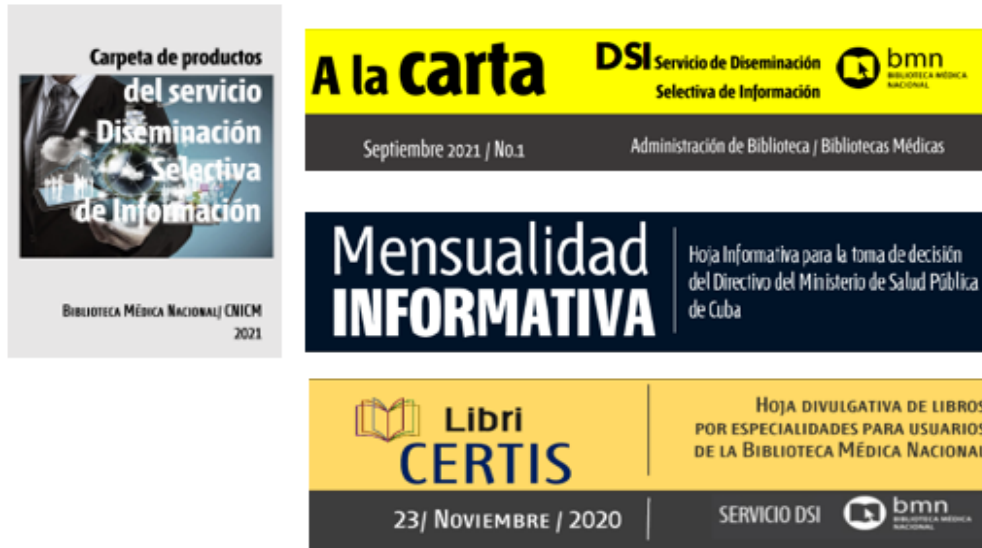 Carpeta de productos
del servicio
Diseminación
Selectiva
de Información
Biblioteca Médica Nacional/ CNICM
2021
A la carta
DSI Servicio de Diseminación
Selectiva de Información
bmn
BIBLIOTECA MÉDICA
NACIONAL
Septiembre 2021 / No.1
Administración de Biblioteca / Bibliotecas Médicas
Mensualidad
INFORMATIVA
Hoja Informativa para la toma de decisión
del Directivo del Ministerio de Salud Pública
de Cuba
Libri
CERTIS
Hoja divulgativa de libros
por especialidades para usuarios
de la Biblioteca Médica Nacional
23/ Noviembre / 2020
SERVICIO DSI
bmn
BIBLIOTECA MÉDICA
NACIONAL